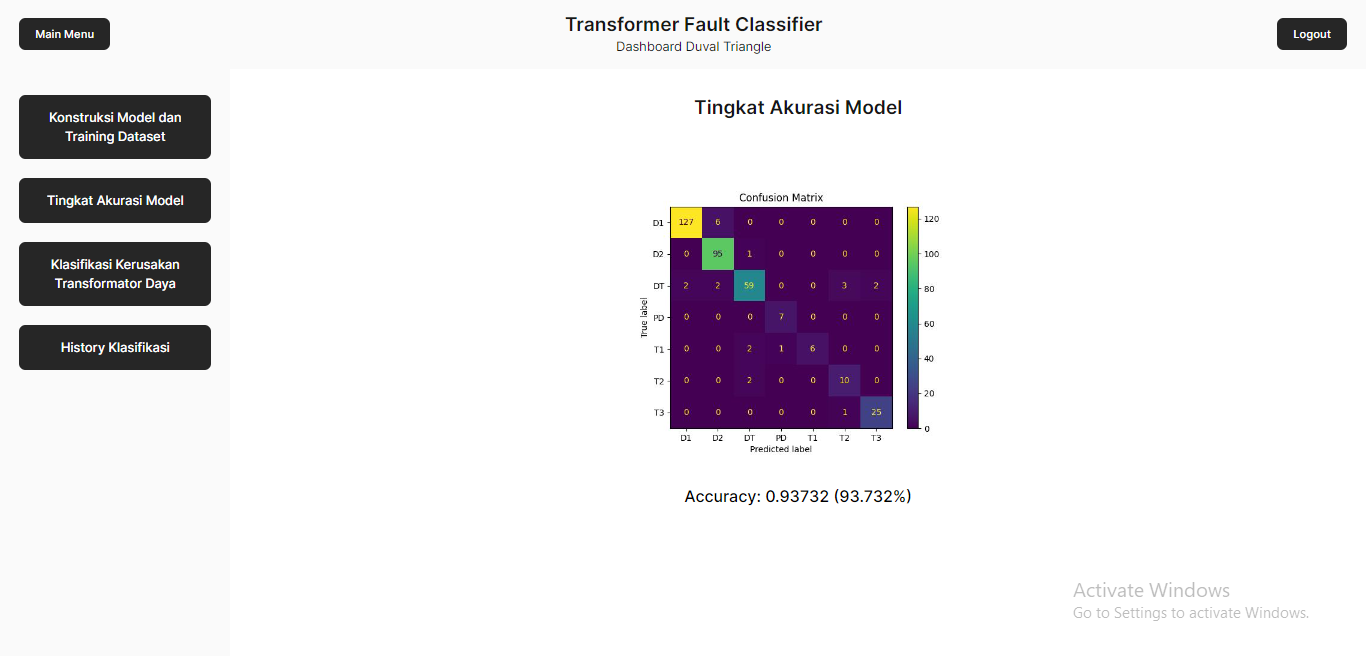 Main Menu
Transformer Fault Classifier
Dashboard Duval Triangle
Logout
Konstruksi Model dan
Training Dataset
Tingkat Akurasi Model
Klasifikasi Kerusakan
Transformator Daya
History Klasifikasi
Tingkat Akurasi Model
Confusion Matrix
True label
D1 127 6 0 0 0 0 0
D2 0 95 1 0 0 0 0
DT 2 2 59 0 0 3 2
PD 0 0 0 7 0 0 0
T1 0 0 2 1 6 0 0
T2 0 0 2 0 0 10 0
T3 0 0 0 0 0 1 25
D1 D2 DT PD T1 T2 T3
Predicted label
120
100
80
60
40
20
0
Accuracy: 0.93732 (93.732%)
Activate Windows
Go to Settings to activate Windows.